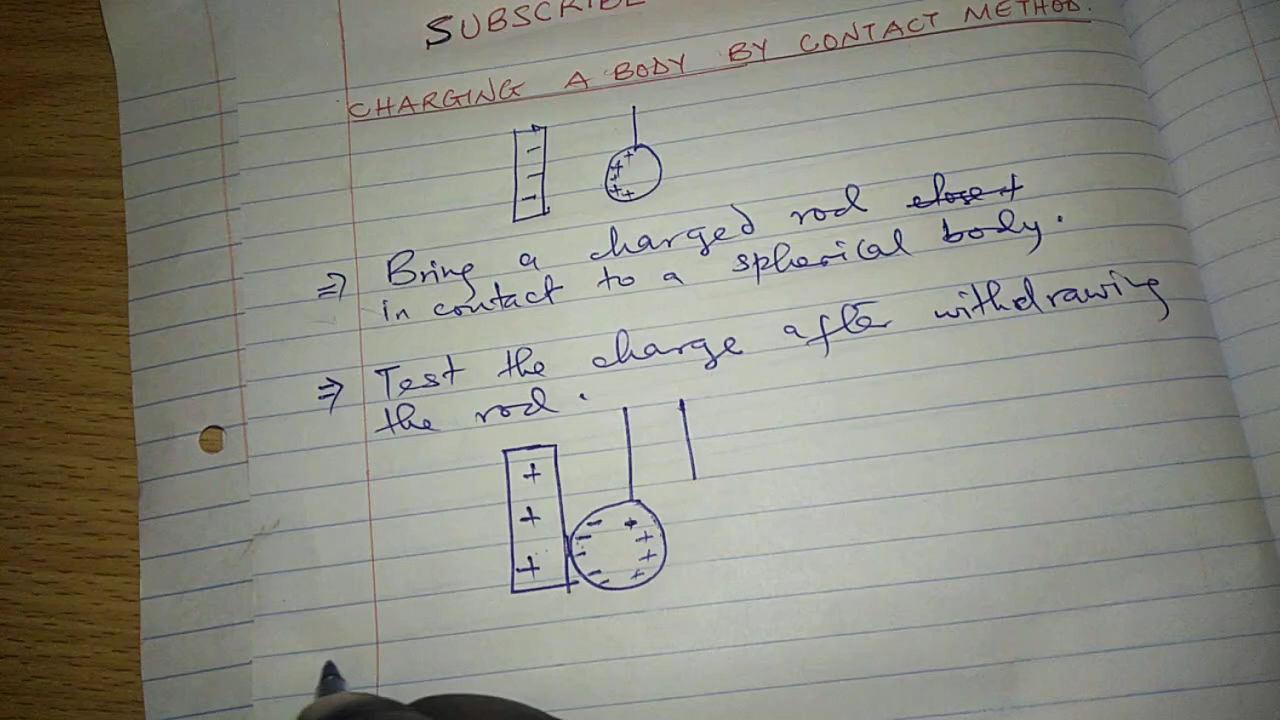 SUBSCRIBE
CHARGING A BODY BY CONTACT METHOD.
⇒ Bring a charged rod closet
in contact to a spherical body.
⇒ Test the charge after withdrawing
the rod.